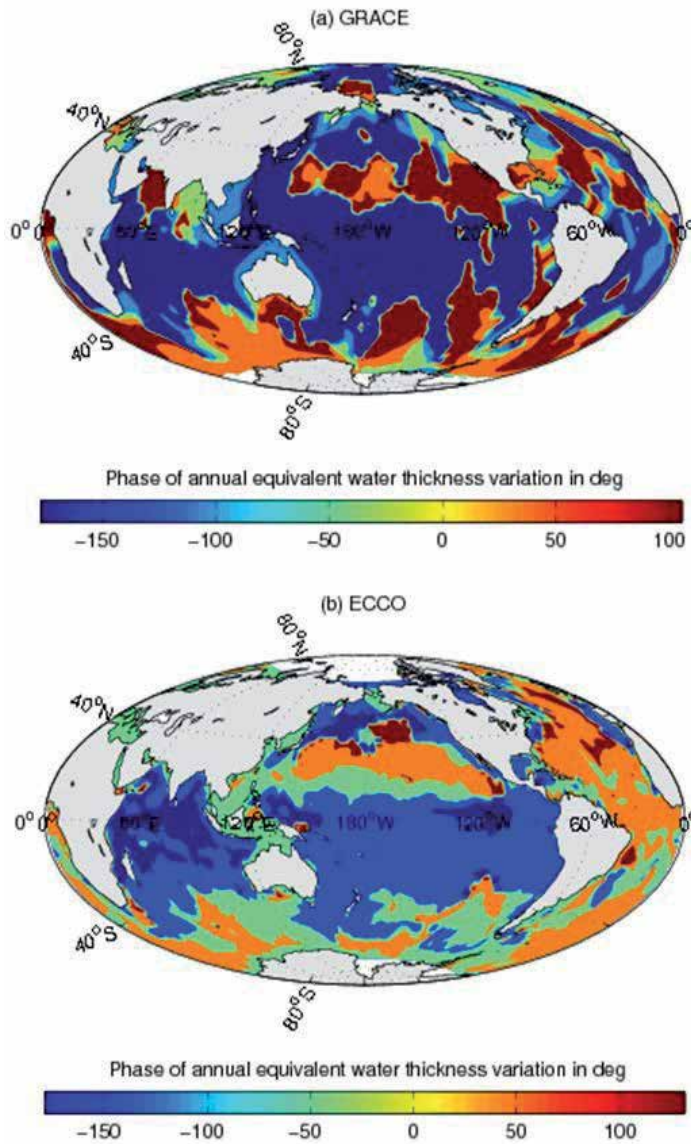 (a) GRACE
80°N
40°N
0° 0° 60°E 120°E 180°W 120°W 60°W 0°
40°S
80°S
Phase of annual equivalent water thickness variation in deg
−150 −100 −50 0 50 100
(b) ECCO
80°N
40°N
0° 0° 60°E 120°E 180°W 120°W 60°W 0°
40°S
80°S
Phase of annual equivalent water thickness variation in deg
−150 −100 −50 0 50 100